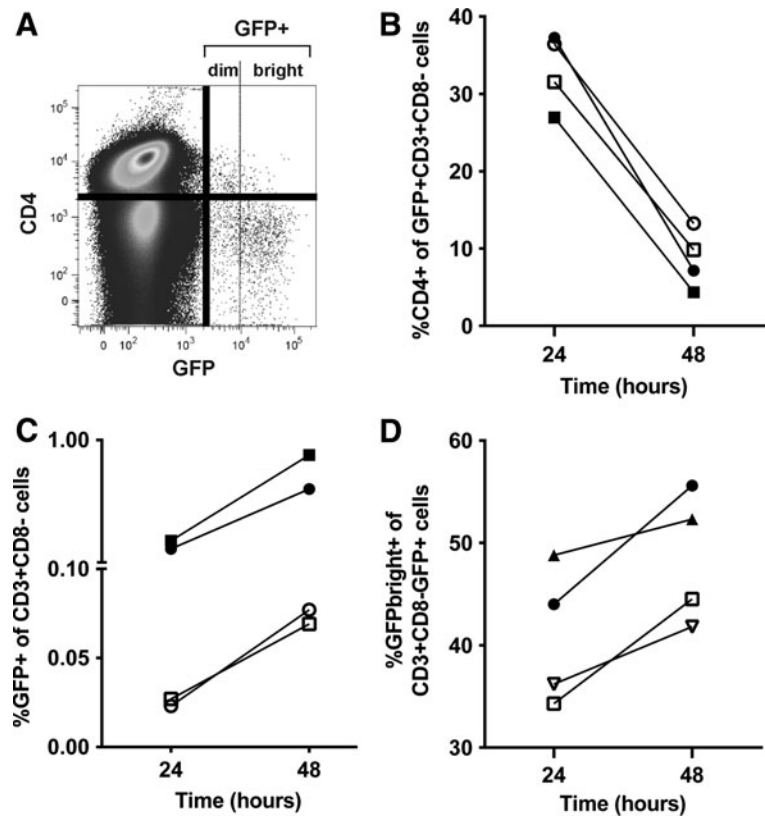 A
GFP+
dim bright
10^5
10^4
10^3
10^2
0
CD4
0 10^2 10^3 10^4 10^5
GFP
B
40
30
20
10
0
%CD4+ of GFP+CD3+CD8- cells
24 48
Time (hours)
C
1.00
0.10
0.05
0.00
%GFP+ of CD3+CD8- cells
24 48
Time (hours)
D
60
50
40
30
%GFPbright+ of
CD3+CD8-GFP+ cells
24 48
Time (hours)